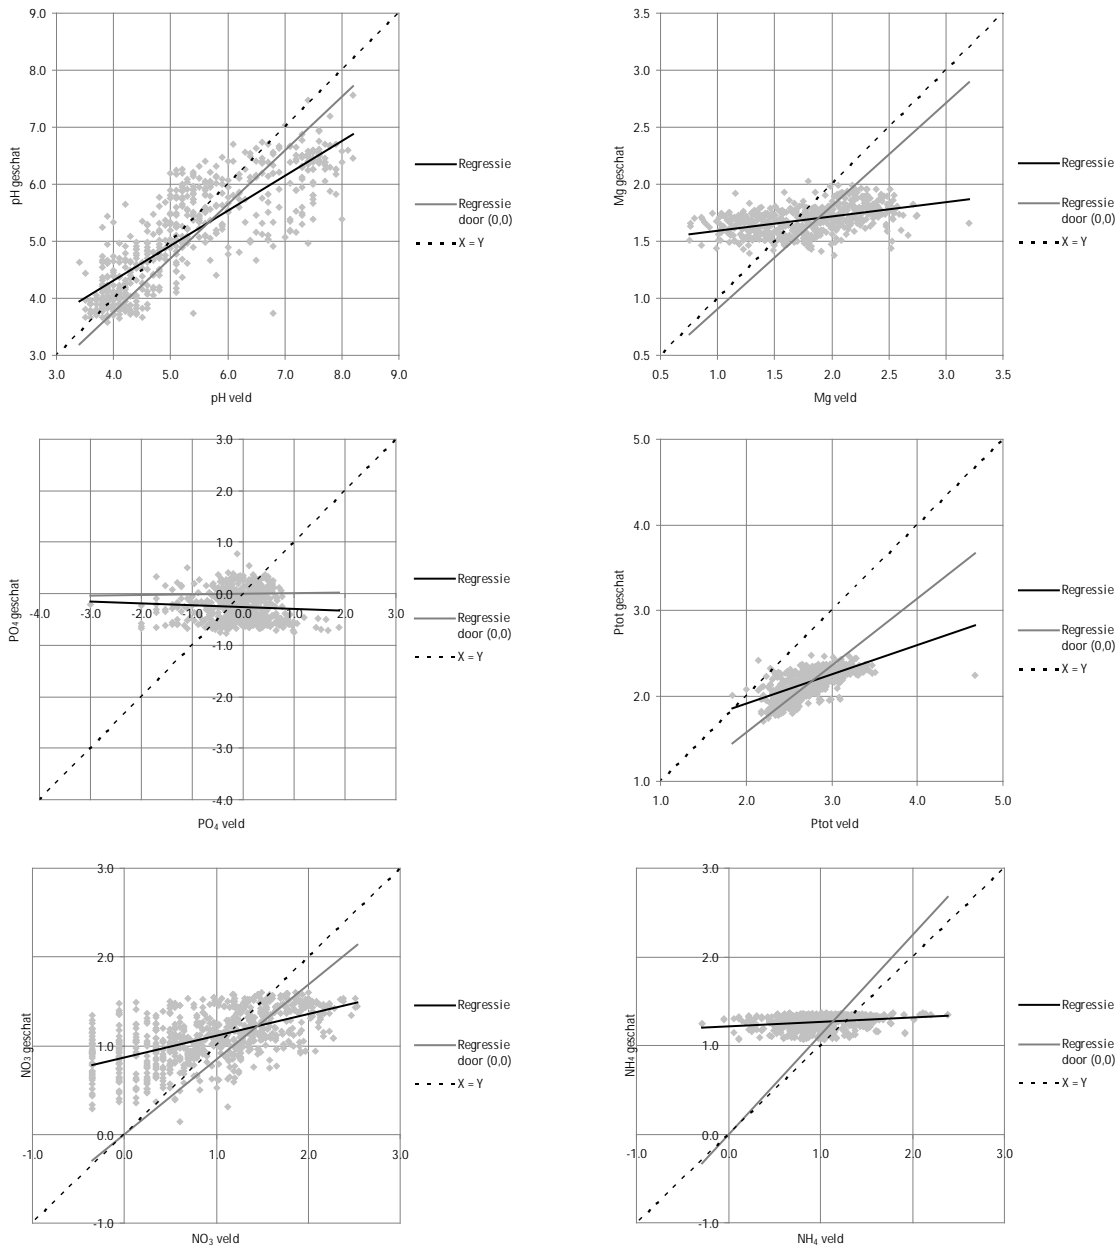 9.0
8.0
7.0
6.0
5.0
4.0
3.0
3.0 4.0 5.0 6.0 7.0 8.0 9.0
pH geschat
pH veld
Regressie
Regressie
door (0,0)
X = Y
3.5
3.0
2.5
2.0
1.5
1.0
0.5
0.5 1.0 1.5 2.0 2.5 3.0 3.5
Mg geschat
Mg veld
Regressie
Regressie
door (0,0)
X = Y
3.0
2.0
1.0
0.0
-4.0 -3.0 -2.0 -1.0 0.0 1.0 2.0 3.0
-1.0
-2.0
-3.0
-4.0
PO₄ geschat
PO₄ veld
Regressie
Regressie
door (0,0)
X = Y
5.0
4.0
3.0
2.0
1.0
1.0 2.0 3.0 4.0 5.0
Ptot geschat
Ptot veld
Regressie
Regressie
door (0,0)
X = Y
3.0
2.0
1.0
0.0
-1.0 0.0 1.0 2.0 3.0
-1.0
NO₃ geschat
NO₃ veld
Regressie
Regressie
door (0,0)
X = Y
3.0
2.0
1.0
0.0
-1.0 0.0 1.0 2.0 3.0
-1.0
NH₄ geschat
NH₄ veld
Regressie
Regressie
door (0,0)
X = Y